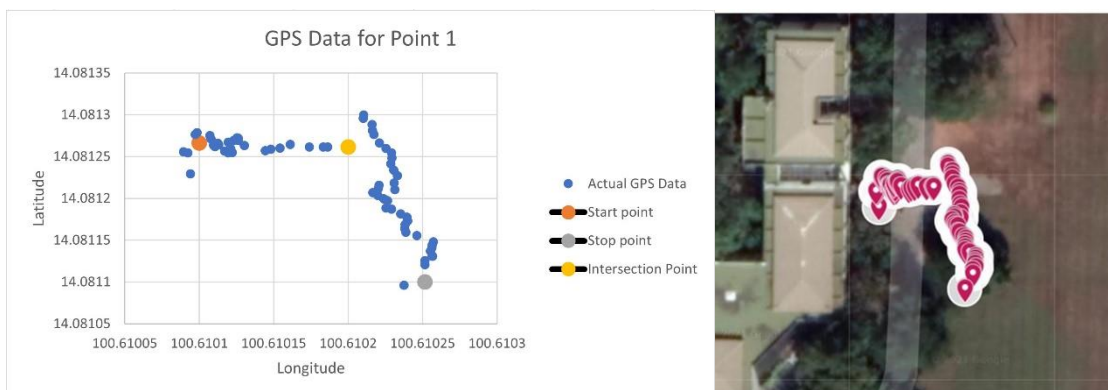 GPS Data for Point 1
14.08135
14.0813
14.08125
14.0812
14.08115
14.0811
14.08105
Latitude
100.61005 100.6101 100.61015 100.6102 100.61025 100.6103
Longitude
Actual GPS Data
Start point
Stop point
Intersection Point